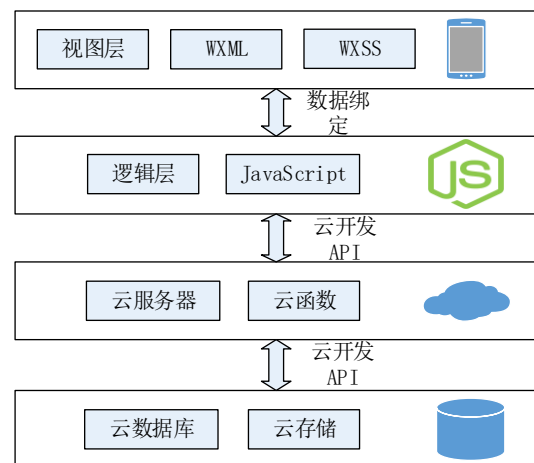 视图层 WXML WXSS
数据绑
定
逻辑层 JavaScript JS
云开发
API
云服务器 云函数
云开发
API
云数据库 云存储